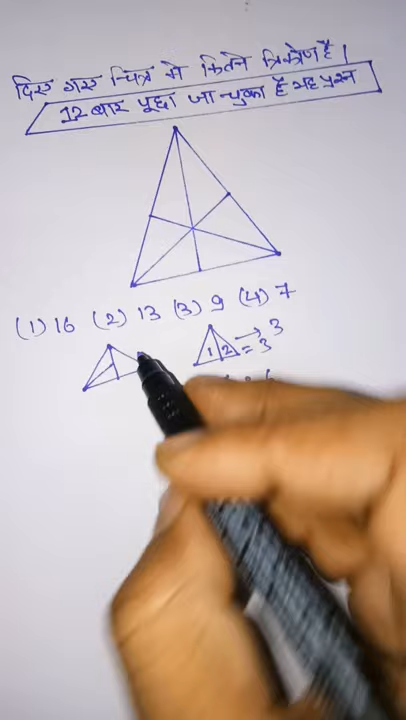 दिए गए चित्र मे कितने त्रिकोण है।
12 बार पूछा जा चुका है यह प्रश्न
(1) 16 (2) 13 (3) 9 (4) 7
1 2 = 3 → 3